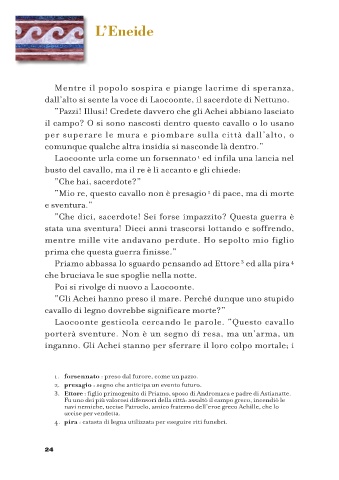 L'Eneide
Mentre il popolo sospira e piange lacrime di speranza,
dall'alto si sente la voce di Laocoonte, il sacerdote di Nettuno.
"Pazzi! Illusi! Credete davvero che gli Achei abbiano lasciato
il campo? O si sono nascosti dentro questo cavallo o lo usano
per superare le mura e piombare sulla città dall'alto, o
comunque qualche altra insidia si nasconde là dentro."
Laocoonte urla come un forsennato¹ ed infila una lancia nel
busto del cavallo, ma il re è lì accanto e gli chiede:
"Che hai, sacerdote?"
"Mio re, questo cavallo non è presagio² di pace, ma di morte
e sventura."
"Che dici, sacerdote! Sei forse impazzito? Questa guerra è
stata una sventura! Dieci anni trascorsi lottando e soffrendo,
mentre mille vite andavano perdute. Ho sepolto mio figlio
prima che questa guerra finisse."
Priamo abbassa lo sguardo pensando ad Ettore³ ed alla pira⁴
che bruciava le sue spoglie nella notte.
Poi si rivolge di nuovo a Laocoonte.
"Gli Achei hanno preso il mare. Perché dunque uno stupido
cavallo di legno dovrebbe significare morte?"
Laocoonte gesticola cercando le parole. "Questo cavallo
porterà sventure. Non è un segno di resa, ma un'arma, un
inganno. Gli Achei stanno per sferrare il loro colpo mortale; i
1. forsennato - preso dal furore, come un pazzo.
2. presagio - segno che anticipa un evento futuro.
3. Ettore - figlio primogenito di Priamo, sposo di Andromaca e padre di Astianatte.
Fu uno dei più valorosi difensori della città: assaltò il campo greco, incendiò le
navi nemiche, uccise Patroclo, amico fraterno dell'eroe greco Achille, che lo
uccise per vendetta.
4. pira - catasta di legna utilizzata per eseguire riti funebri.
24